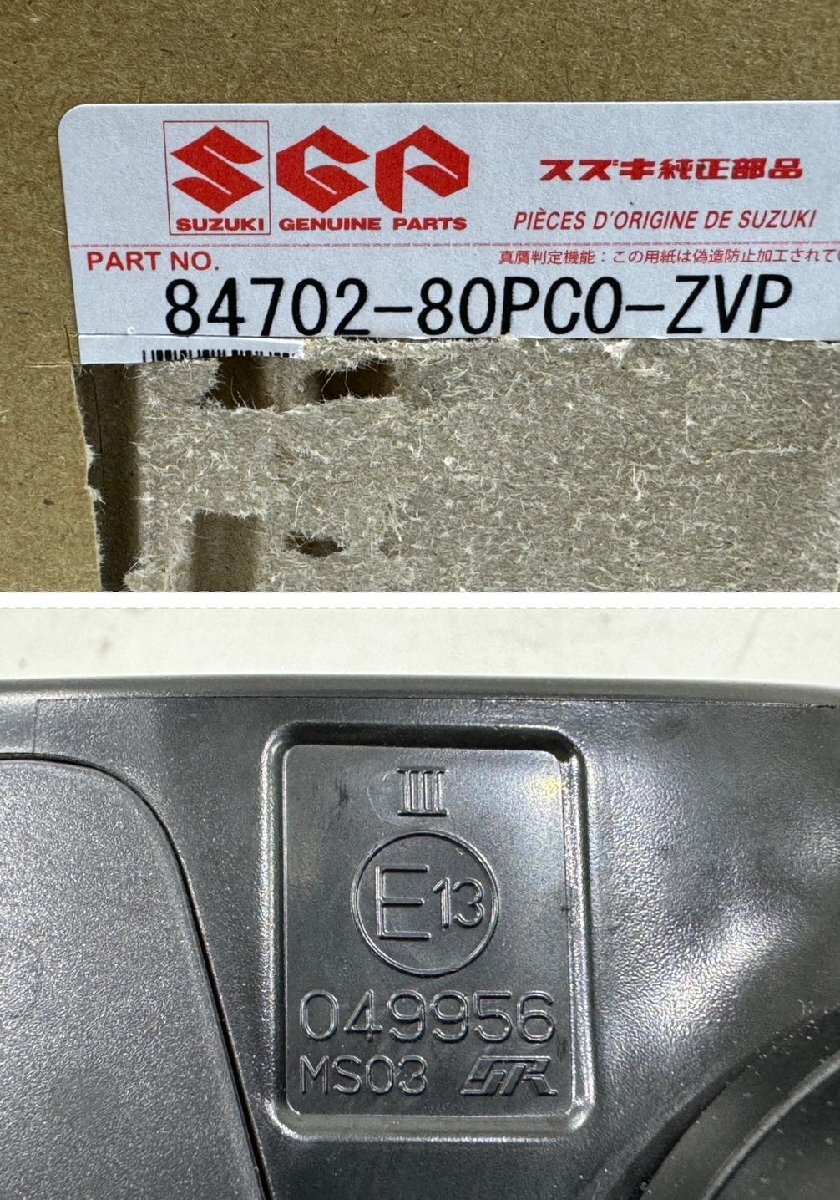 SGP
スズキ純正部品
SUZUKI GENUINE PARTS
PIÈCES D'ORIGINE DE SUZUKI
PART NO.
真贋判定機能：この用紙は偽造防止加工されてい
84702-80PC0-ZVP
III
E13
049956
MS03